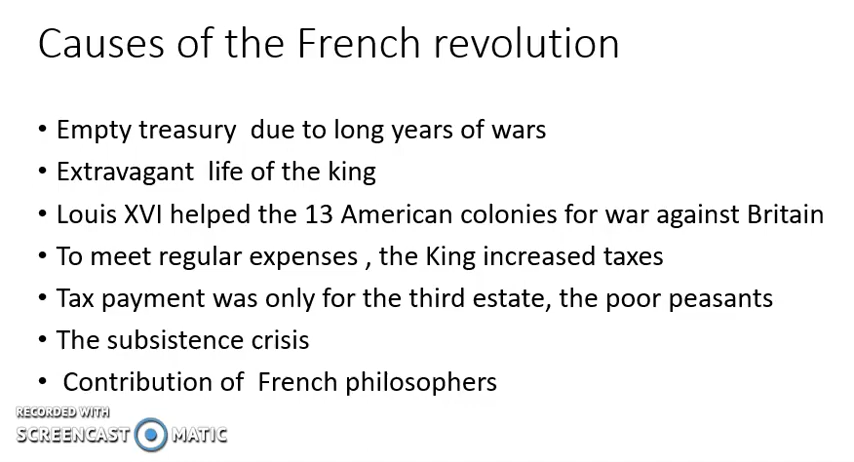 Causes of the French revolution
• Empty treasury  due to long years of wars
• Extravagant  life of the king
• Louis XVI helped the 13 American colonies for war against Britain
• To meet regular expenses , the King increased taxes
• Tax payment was only for the third estate, the poor peasants
• The subsistence crisis
•  Contribution of  French philosophers
RECORDED WITH
SCREENCAST MATIC